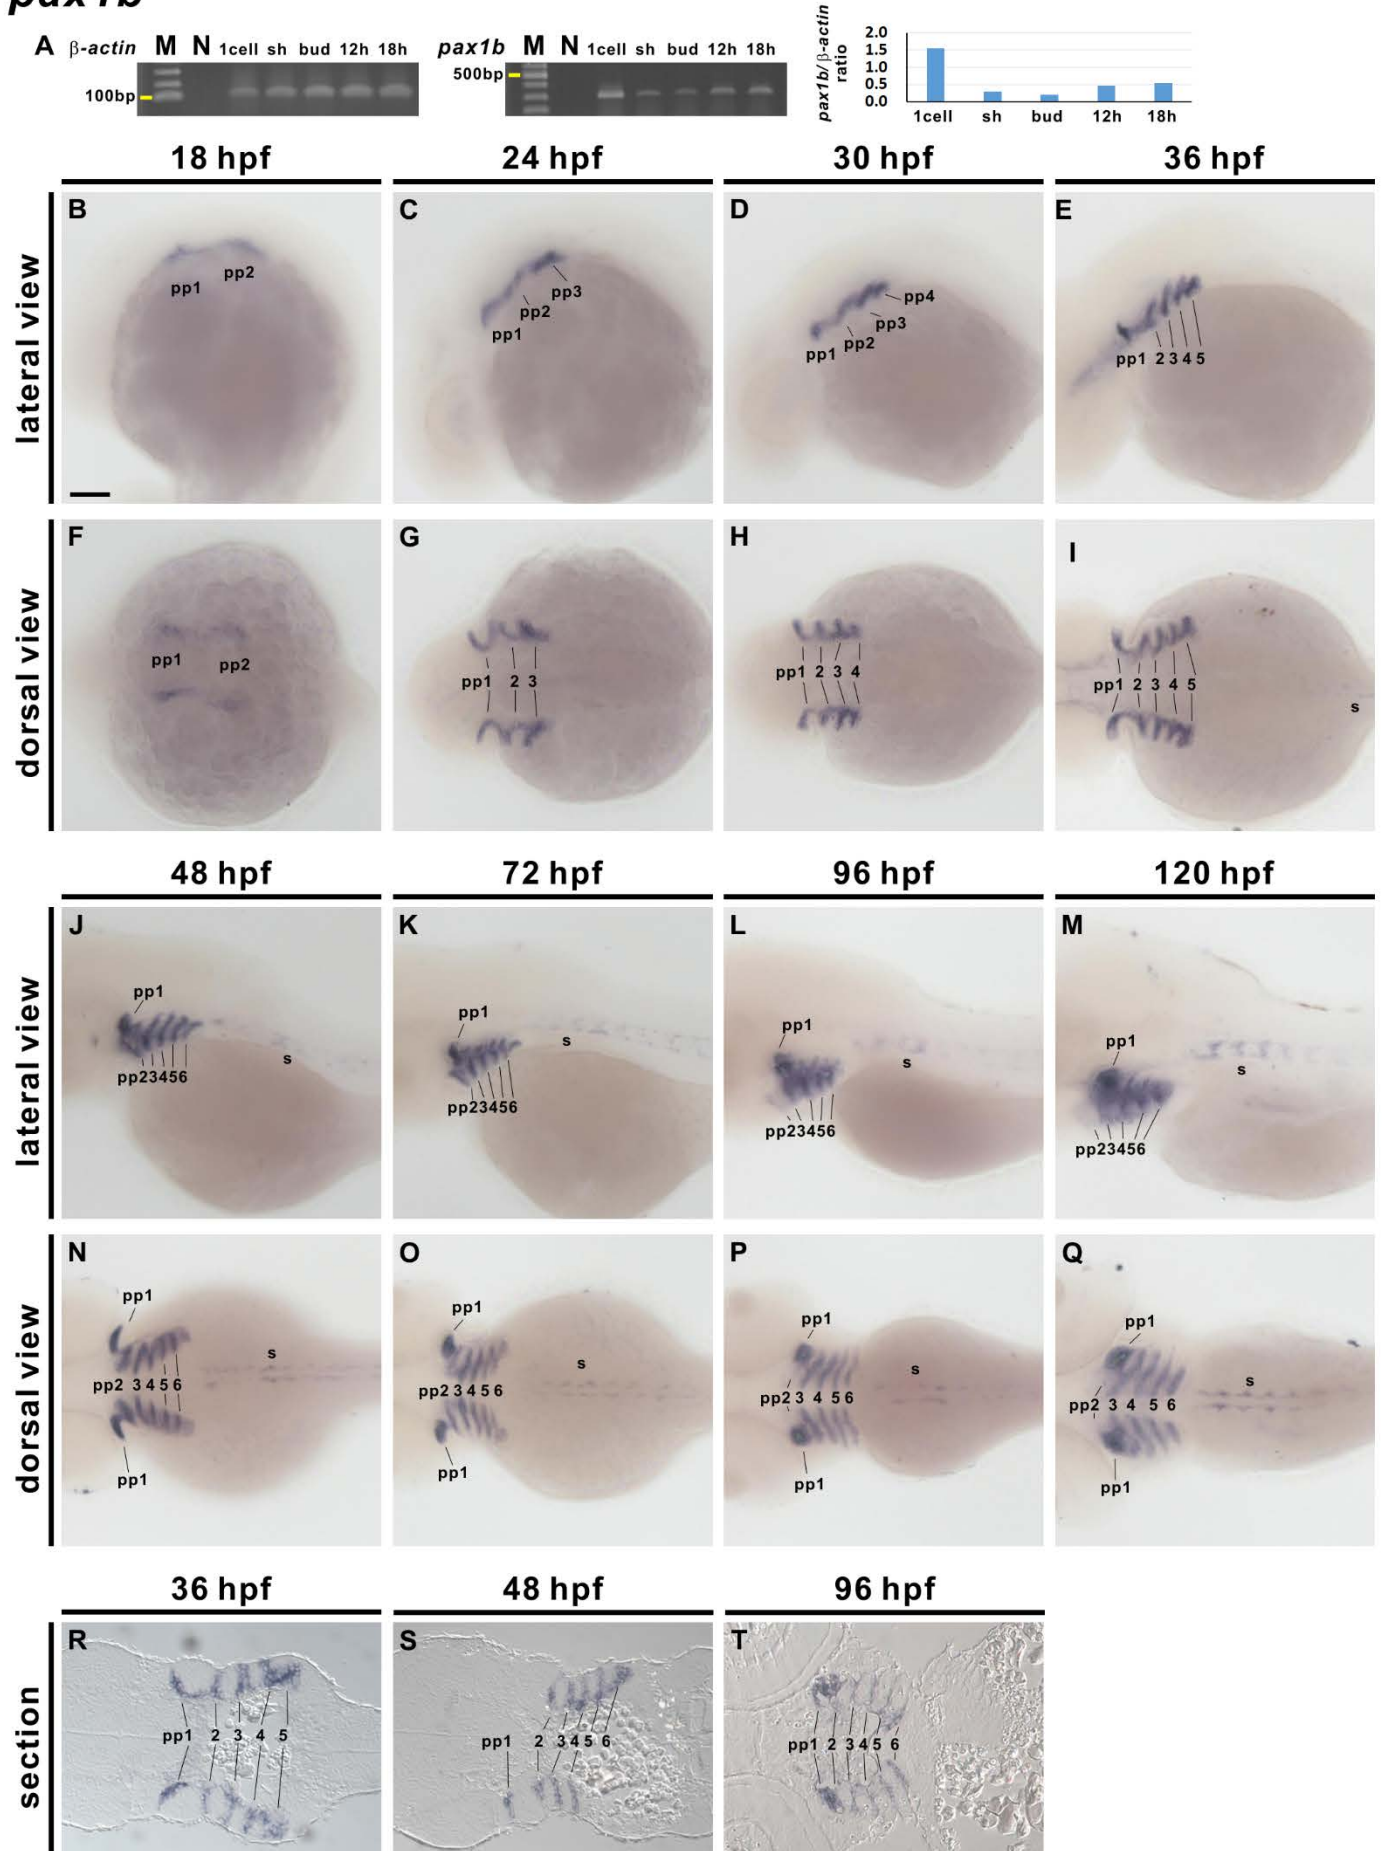 pax1b
A β-actin M N 1cell sh bud 12h 18h
100bp
pax1b M N 1cell sh bud 12h 18h
500bp
pax1b/β-actin
ratio
2.0
1.5
1.0
0.5
0.0
1cell sh bud 12h 18h
18 hpf 24 hpf 30 hpf 36 hpf
lateral view
B pp1 pp2
C pp1 pp2 pp3
D pp1 pp2 pp3 pp4
E pp1 2 3 4 5
dorsal view
F pp1 pp2
G pp1 2 3
H pp1 2 3 4
I pp1 2 3 4 5 s
48 hpf 72 hpf 96 hpf 120 hpf
lateral view
J pp1 pp23456 s
K pp1 pp23456 s
L pp1 pp23456 s
M pp1 pp23456 s
dorsal view
N pp1 pp2 3 4 5 6 pp1 s
O pp1 pp2 3 4 5 6 pp1 s
P pp1 pp2 3 4 5 6 pp1 s
Q pp1 pp2 3 4 5 6 pp1 s
36 hpf 48 hpf 96 hpf
section
R pp1 2 3 4 5
S pp1 2 3 4 5 6
T pp1 2 3 4 5 6